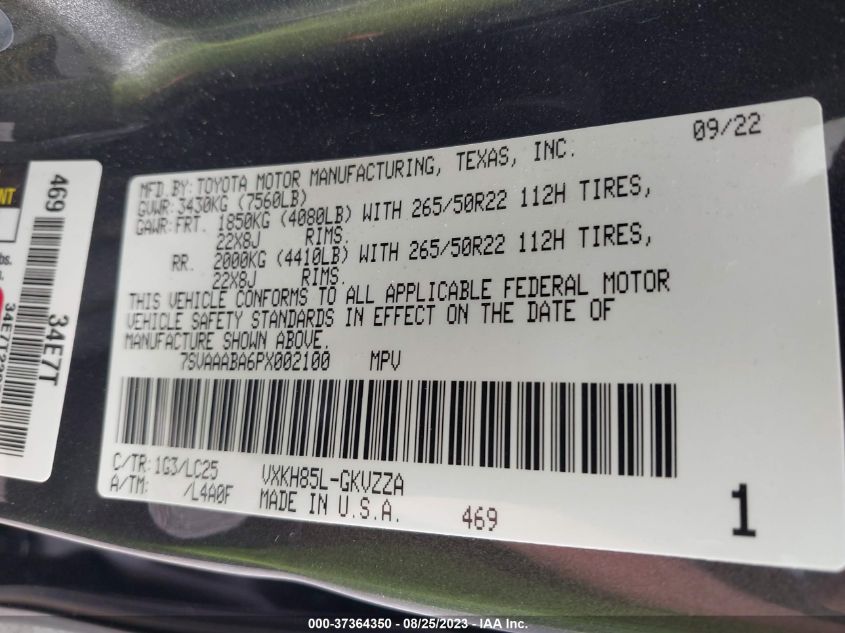 09/22
MFD BY: TOYOTA MOTOR MANUFACTURING, TEXAS, INC.
GVWR: 3430KG (7560LB)
GAWR: FRT. 1850KG (4080LB) WITH 265/50R22 112H TIRES,
22X8J RIMS.
RR. 2000KG (4410LB) WITH 265/50R22 112H TIRES,
22X8J RIMS.
THIS VEHICLE CONFORMS TO ALL APPLICABLE FEDERAL MOTOR
VEHICLE SAFETY STANDARDS IN EFFECT ON THE DATE OF
MANUFACTURE SHOWN ABOVE.
7SVAAABA6PX002100 MPV
C/TR: 1G3/LC25 VXKH85L-GKVZZA
A/TM: /L4A0F MADE IN U.S.A. 469
1
469
34E7T
000-37364350 — 08/25/2023 — IAA Inc.